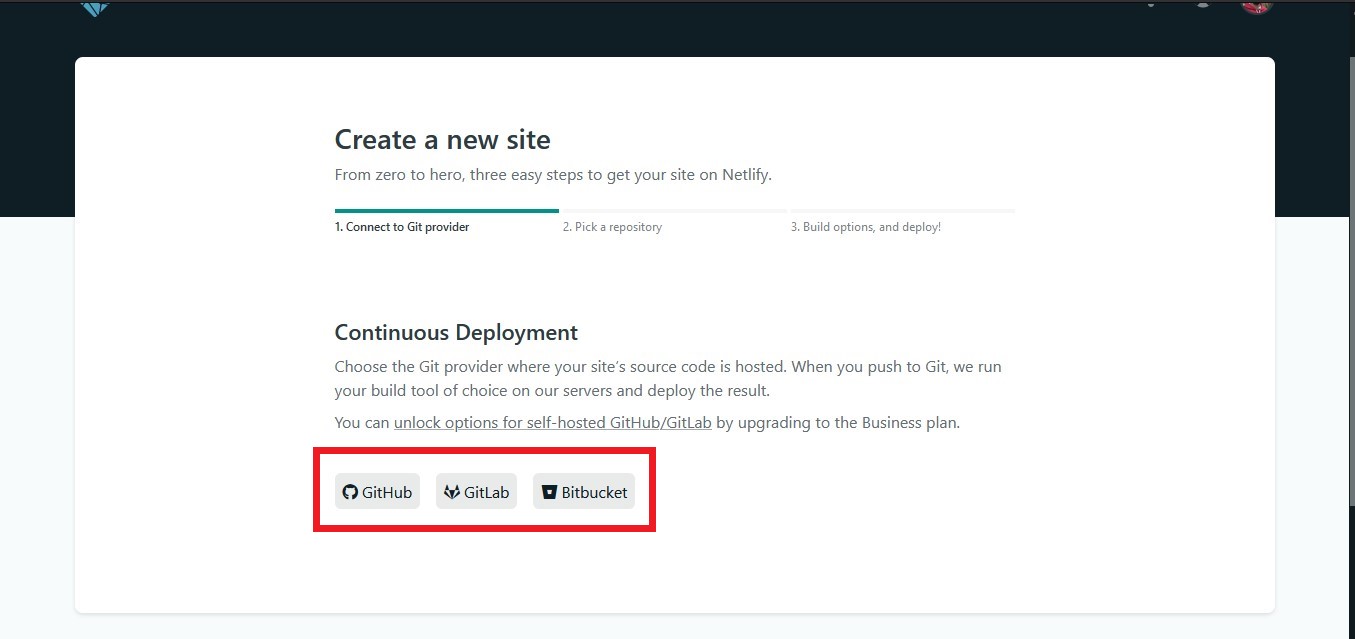 Create a new site
From zero to hero, three easy steps to get your site on Netlify.
1. Connect to Git provider
2. Pick a repository
3. Build options, and deploy!
Continuous Deployment
Choose the Git provider where your site's source code is hosted. When you push to Git, we run
your build tool of choice on our servers and deploy the result.
You can unlock options for self-hosted GitHub/GitLab by upgrading to the Business plan.
GitHub
GitLab
Bitbucket